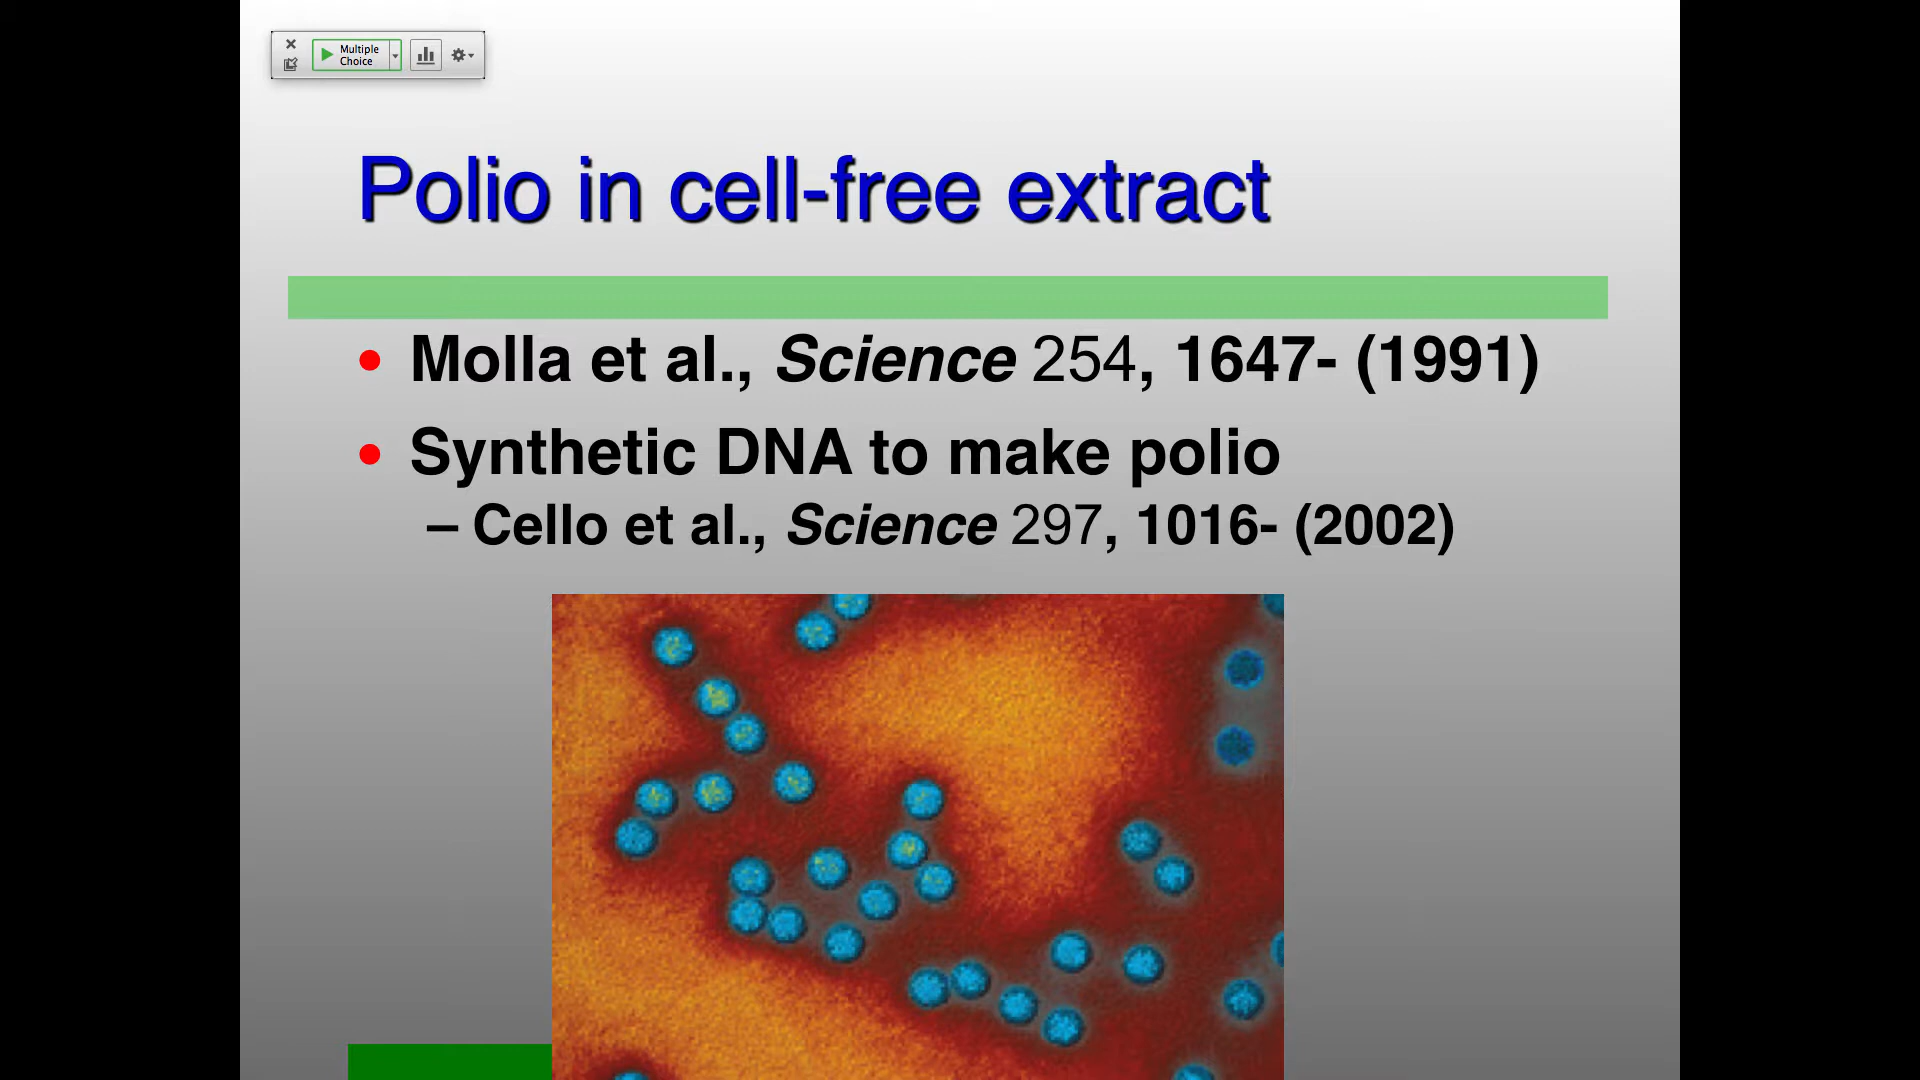 Multiple
Choice
Polio in cell-free extract
• Molla et al., Science 254, 1647- (1991)
• Synthetic DNA to make polio
– Cello et al., Science 297, 1016- (2002)